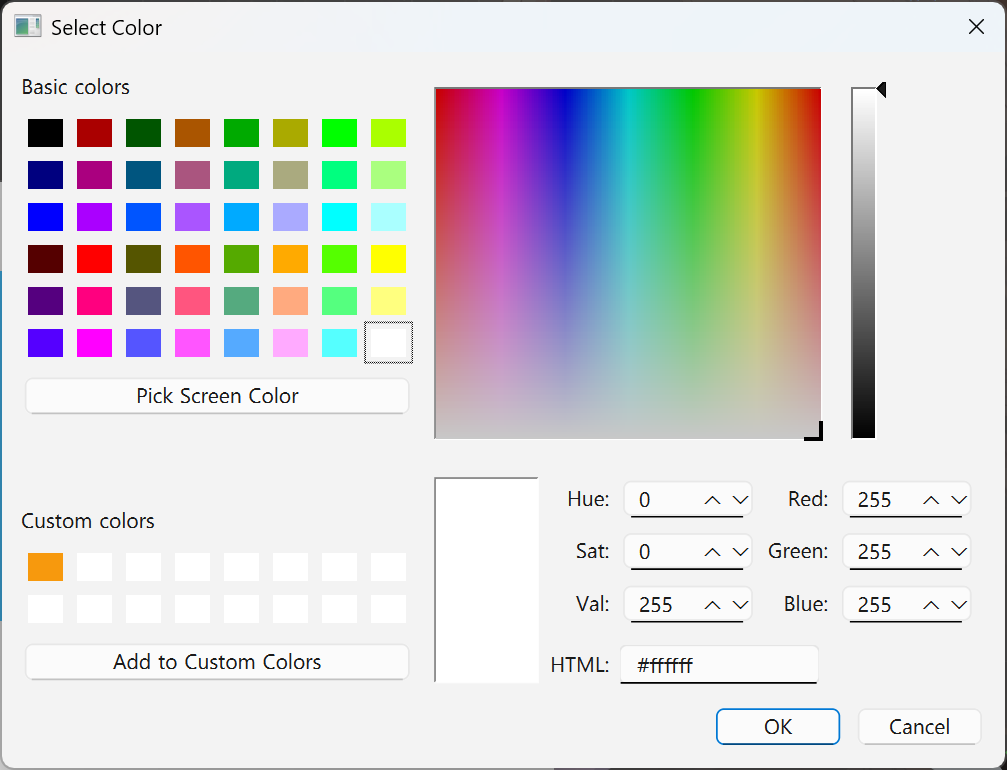 Select Color
Basic colors
Pick Screen Color
Custom colors
Add to Custom Colors
Hue: 0
Red: 255
Sat: 0
Green: 255
Val: 255
Blue: 255
HTML: #ffffff
OK
Cancel